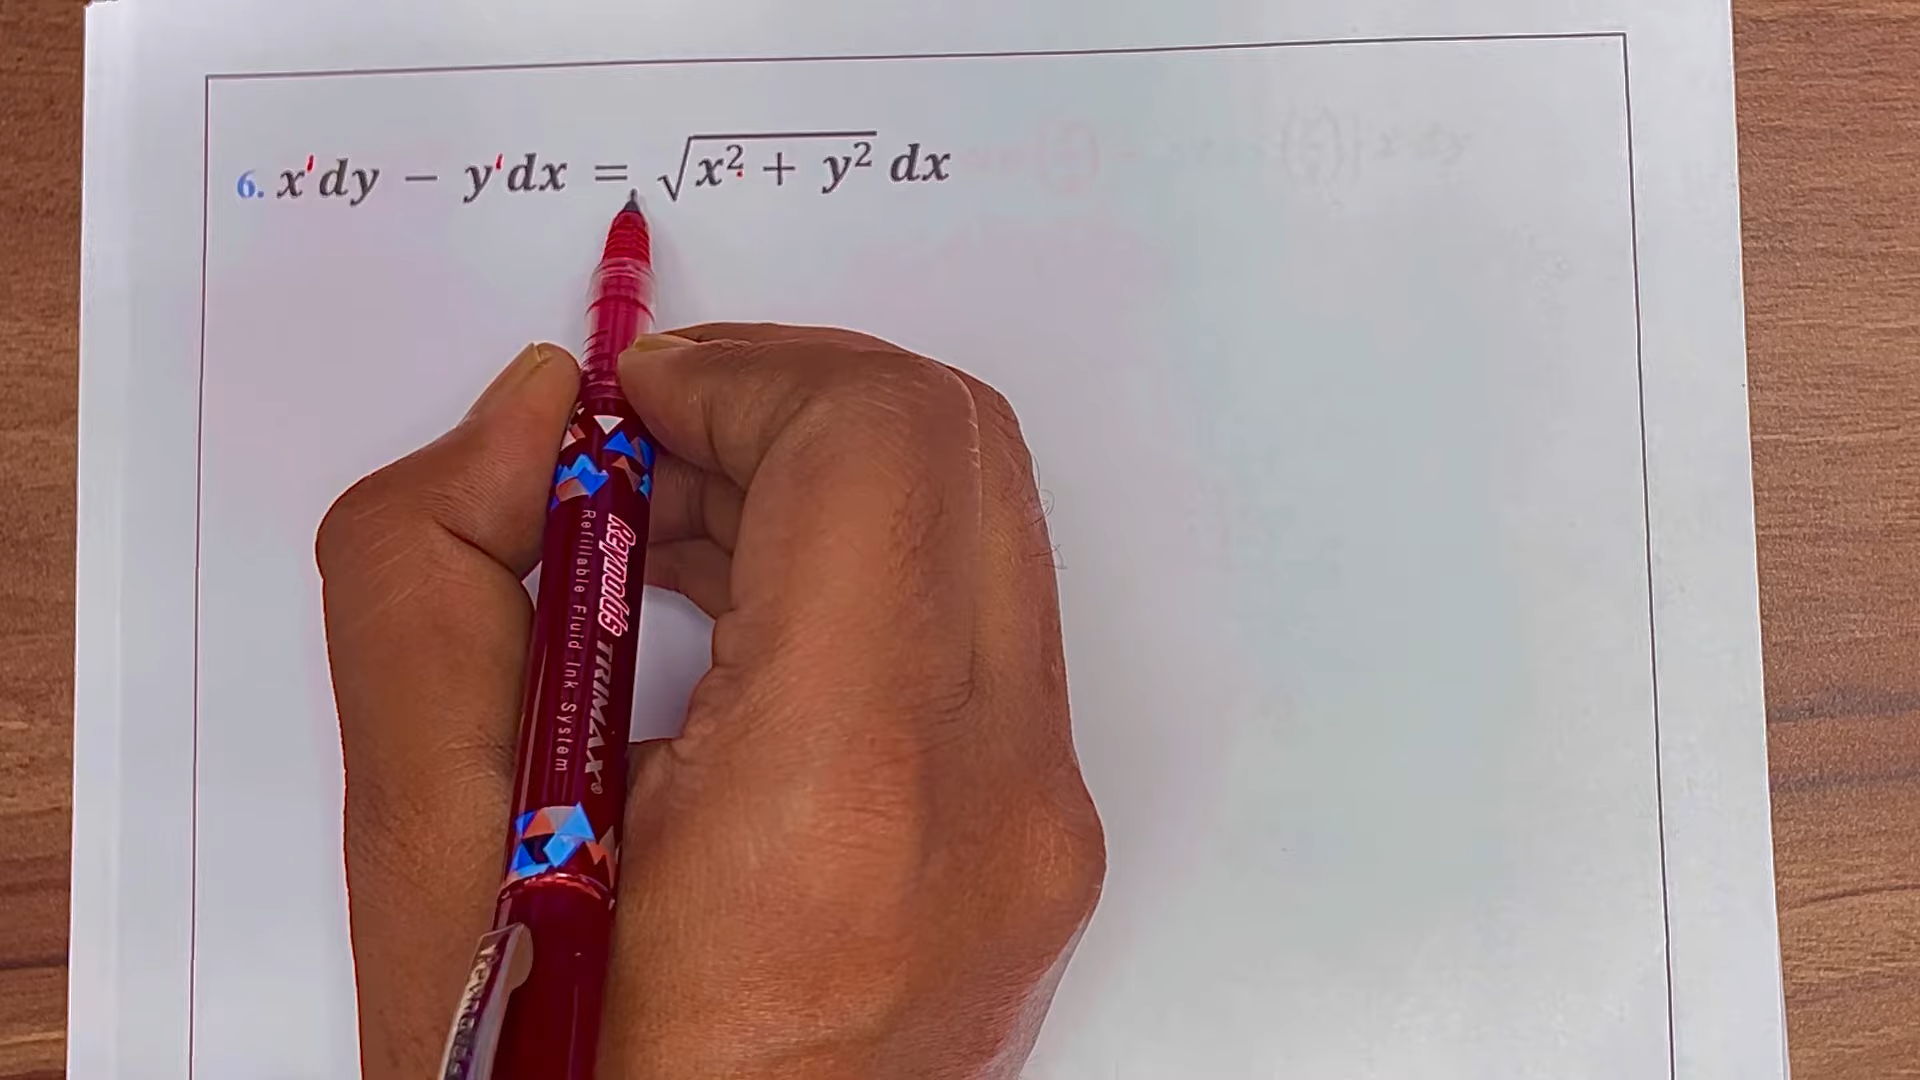 6. x'dy − y'dx = √(x² + y²) dx
Reynolds TRIMAX®
Refillable Fluid Ink System